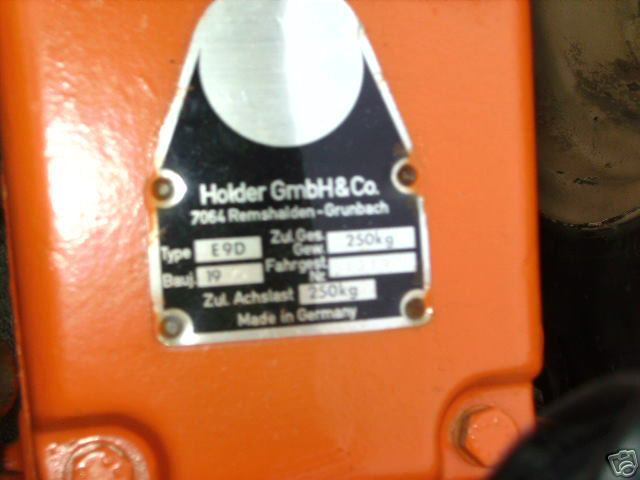 Holder GmbH & Co.
7064 Remshalden - Grunbach
Type E9D Zul. Ges. Gew. 250kg
Bauj. 19 Fahrgest. Nr.
Zul. Achslast 250kg
Made in Germany